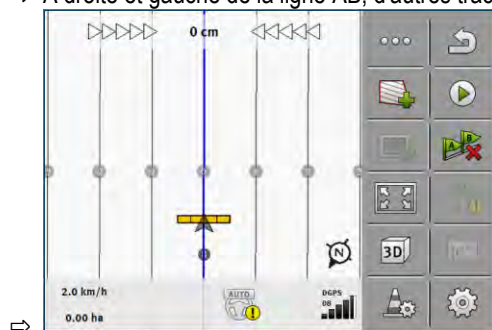 ⇨ À droite et gauche de la ligne AB, d'autres trac
0 cm
A B
N
3D
2.0 km/h
AUTO
DGPS
0.00 ha
⇨